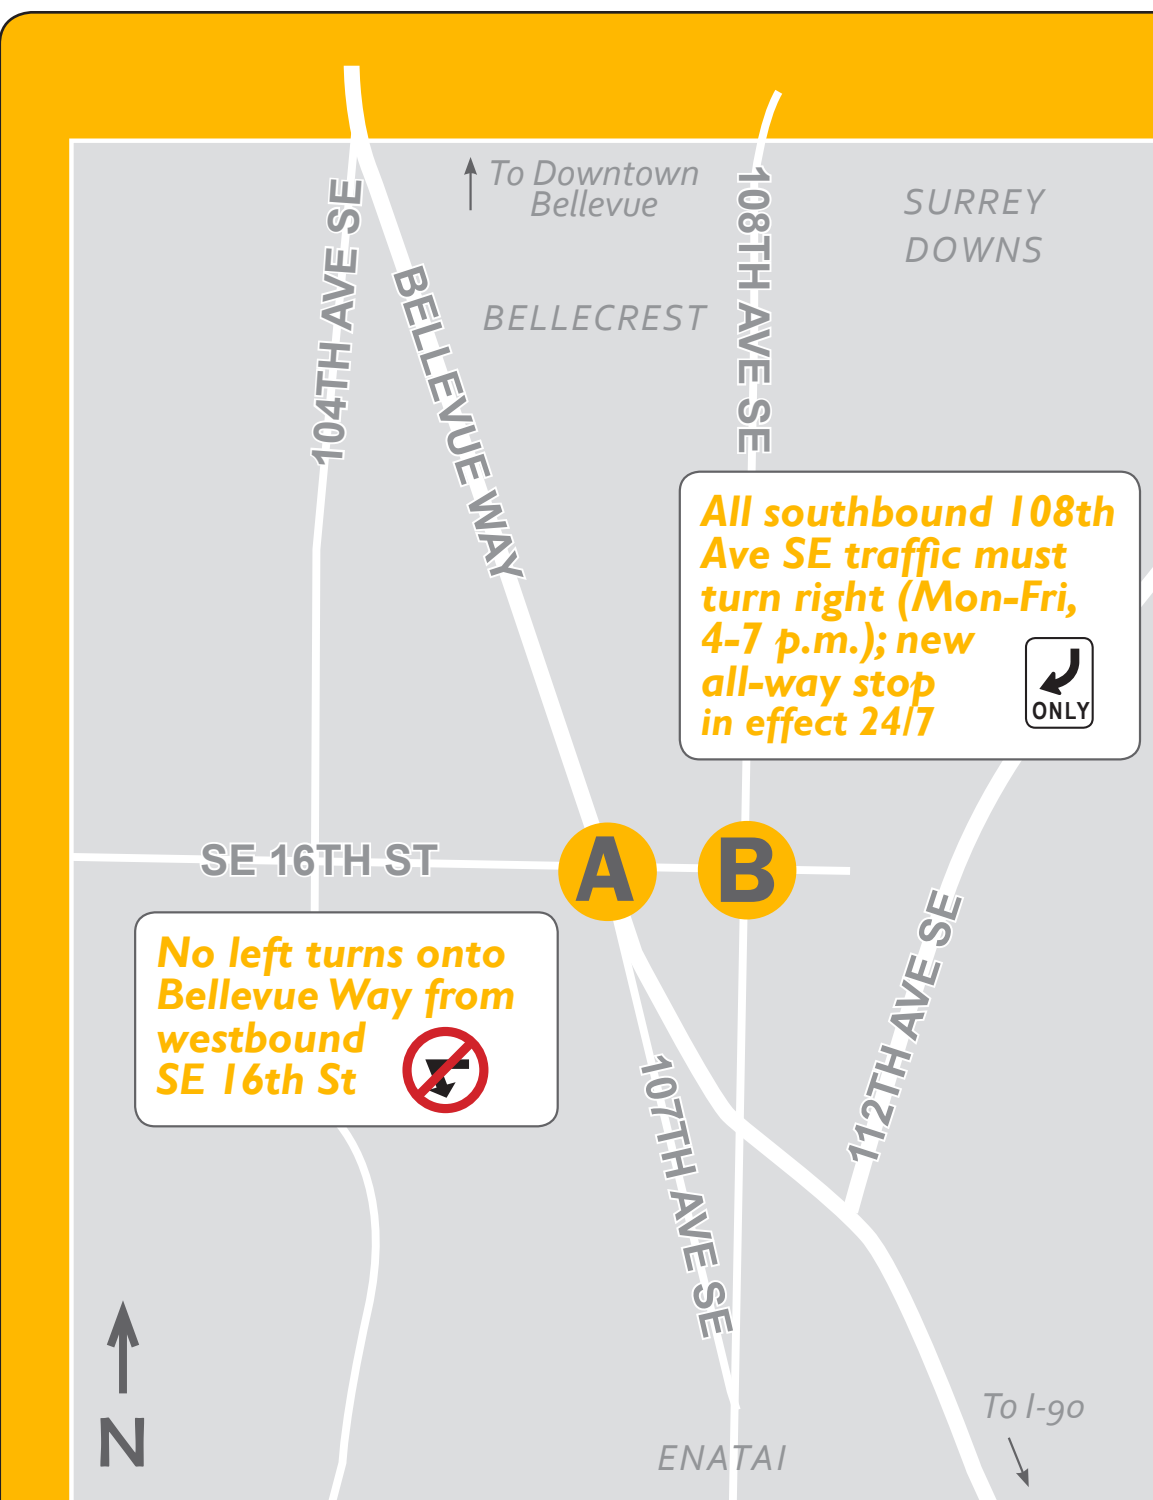 To Downtown
Bellevue
SURREY
DOWNS
104TH AVE SE
BELLEVUE WAY
108TH AVE SE
BELLECREST
All southbound 108th
Ave SE traffic must
turn right (Mon-Fri,
4-7 p.m.); new
all-way stop
in effect 24/7
ONLY
SE 16TH ST
A
B
No left turns onto
Bellevue Way from
westbound
SE 16th St
112TH AVE SE
107TH AVE SE
N
To I-90
ENATAI